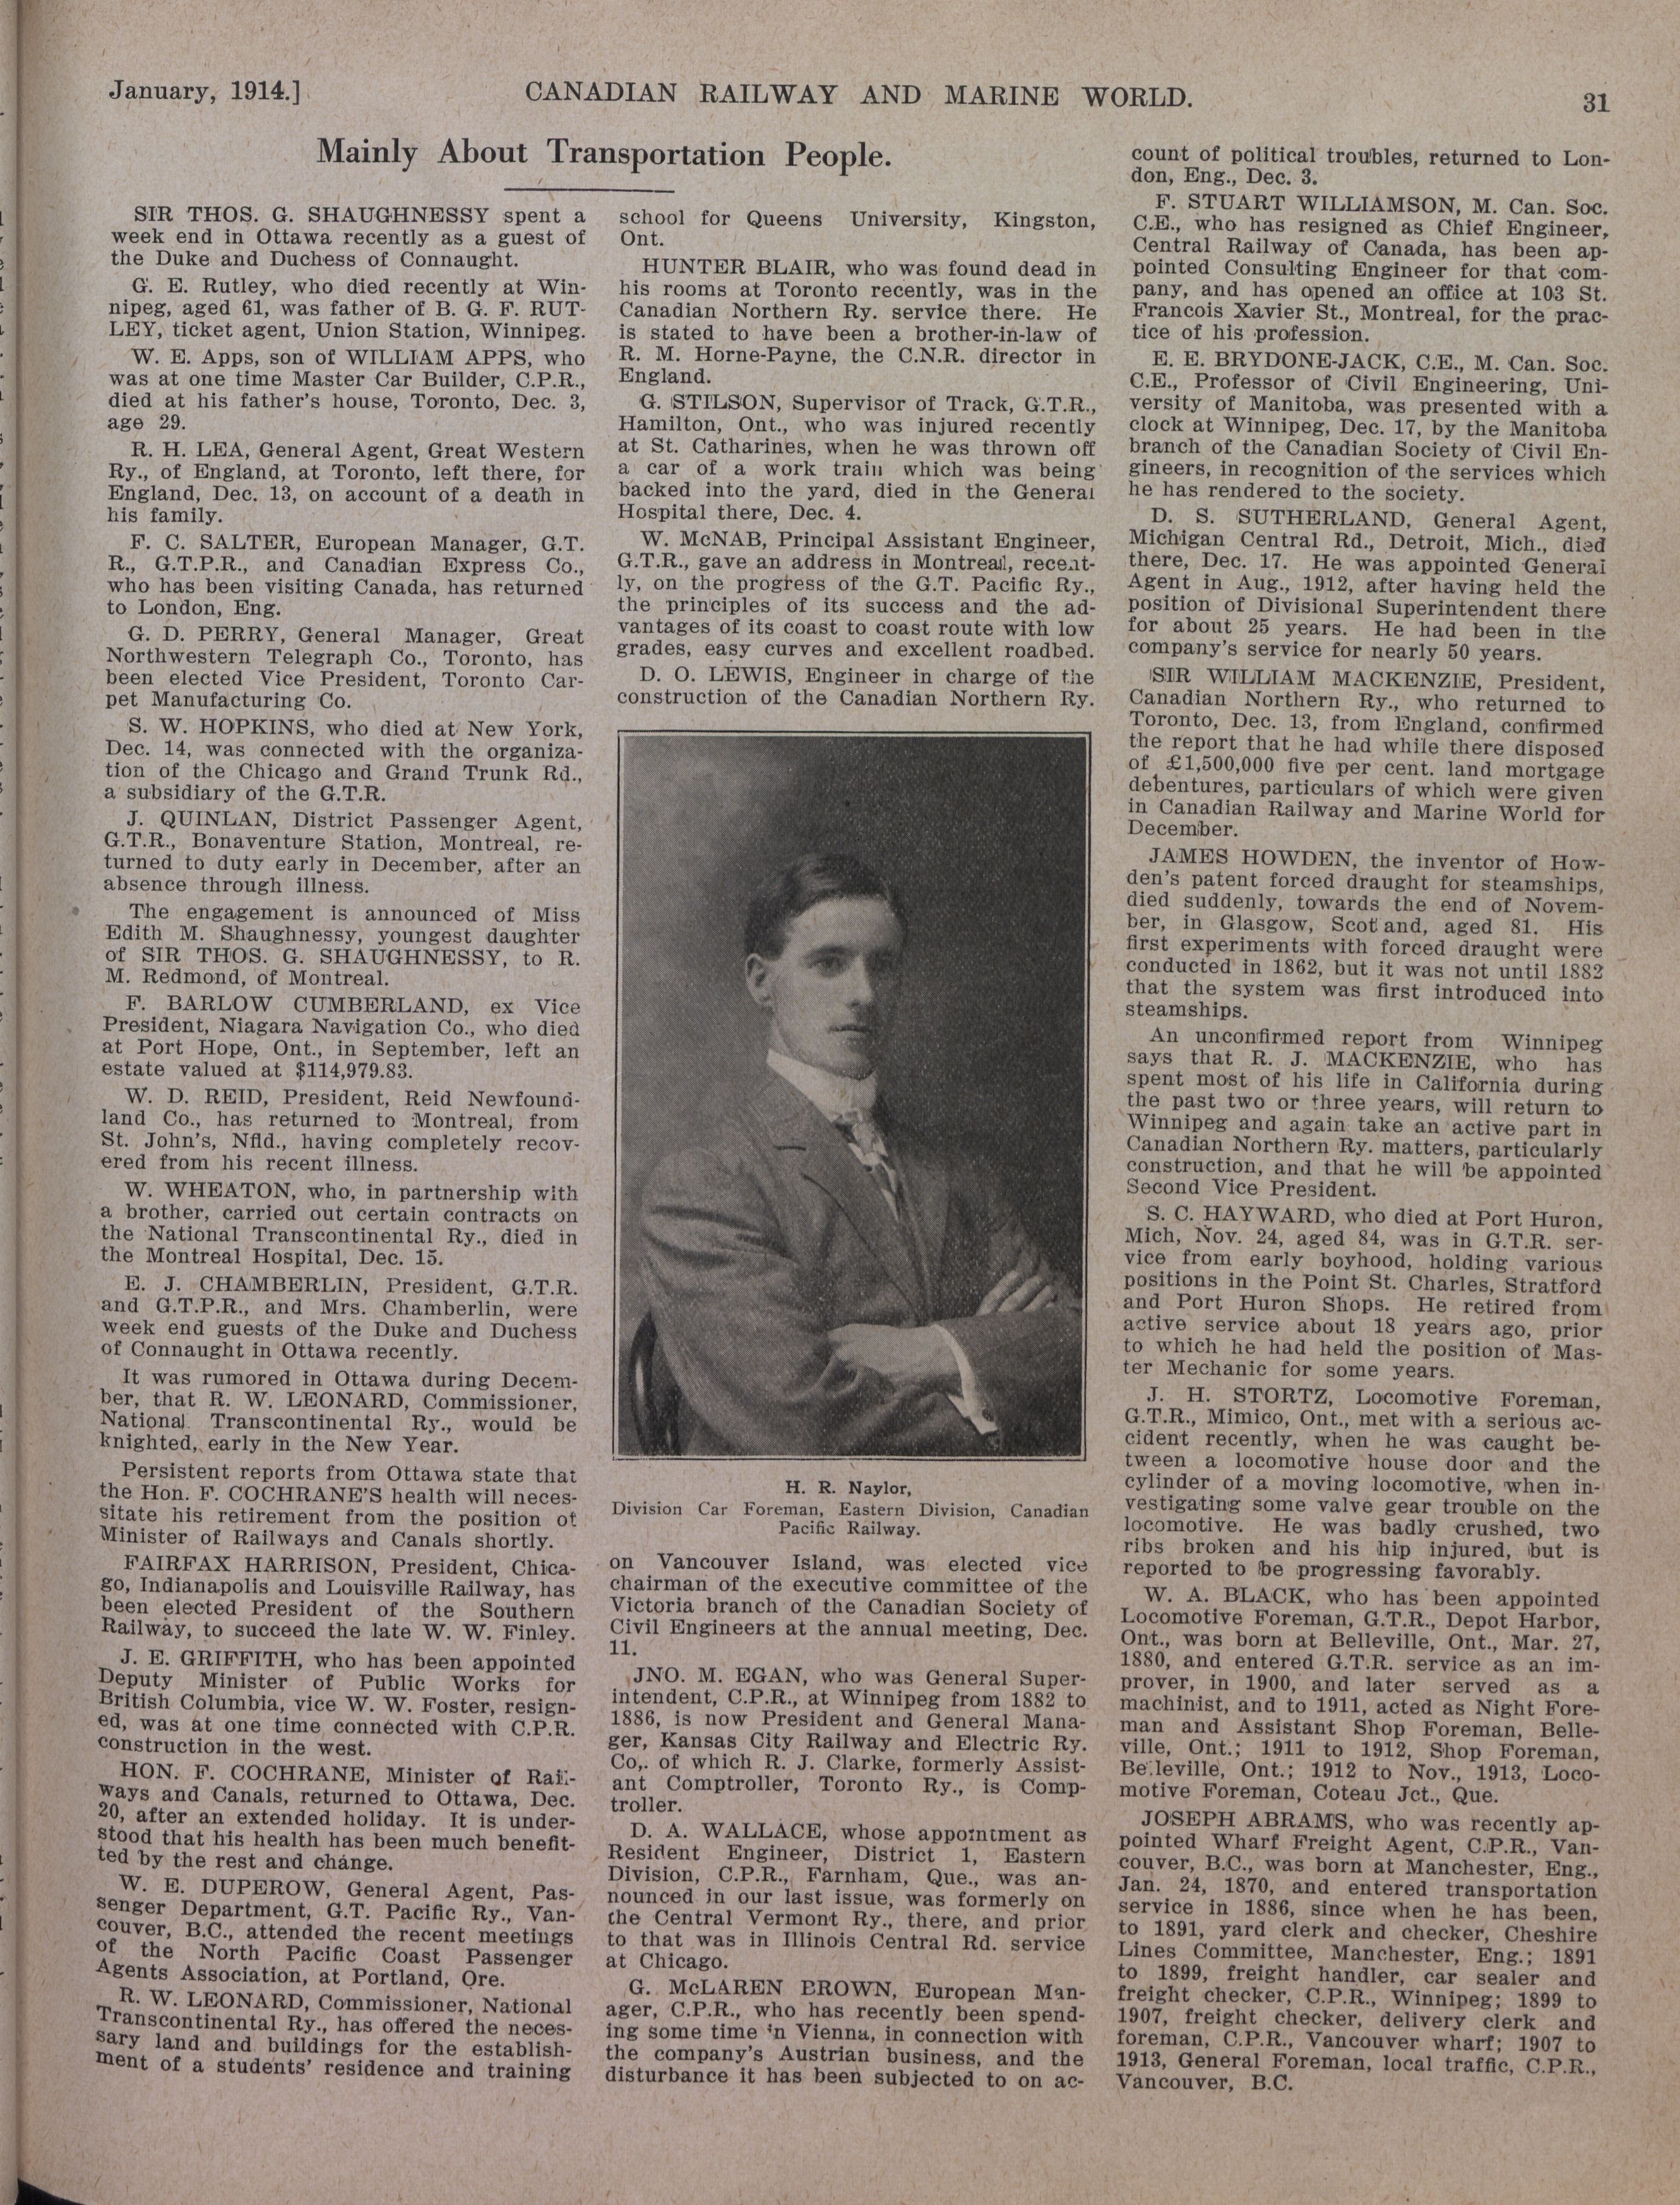 January, 1914.]
CANADIAN RAILWAY AND MARINE WORLD.
31
Mainly About Transportation People.
SIR THOS. G. SHAUGHNESSY spent a
week end in Ottawa recently as a guest of
the Duke and Duchess of Connaught.
G. E. Rutley, who died recently at Win-
nipeg, aged 61, was father of B. G. F. RUT-
LEY, ticket agent, Union Station, Winnipeg.
W. E. Apps, son of WILLIAM APPS, who
was at one time Master Car Builder, C.P.R.,
died at his father's house, Toronto, Dec. 3,
age 29.
R. H. LEA, General Agent, Great Western
Ry., of England, at Toronto, left there, for
England, Dec. 13, on account of a death in
his family.
F. C. SALTER, European Manager, G.T.
R., G.T.P.R., and Canadian Express Co.,
who has been visiting Canada, has returned
to London, Eng.
G. D. PERRY, General Manager, Great
Northwestern Telegraph Co., Toronto, has
been elected Vice President, Toronto Car-
pet Manufacturing Co.
S. W. HOPKINS, who died at New York,
Dec. 14, was connected with the organiza-
tion of the Chicago and Grand Trunk Rd.,
a subsidiary of the G.T.R.
J. QUINLAN, District Passenger Agent,
G.T.R., Bonaventure Station, Montreal, re-
turned to duty early in December, after an
absence through illness.
The engagement is announced of Miss
Edith M. Shaughnessy, youngest daughter
of SIR THOS. G. SHAUGHNESSY, to R.
M. Redmond, of Montreal.
F. BARLOW CUMBERLAND, ex Vice
President, Niagara Navigation Co., who died
at Port Hope, Ont., in September, left an
estate valued at $114,979.83.
W. D. REID, President, Reid Newfound-
land Co., has returned to Montreal, from
St. John's, Nfld., having completely recov-
ered from his recent illness.
W. WHEATON, who, in partnership with
a brother, carried out certain contracts on
the National Transcontinental Ry., died in
the Montreal Hospital, Dec. 15.
E. J. CHAMBERLIN, President, G.T.R.
and G.T.P.R., and Mrs. Chamberlin, were
week end guests of the Duke and Duchess
of Connaught in Ottawa recently.
It was rumored in Ottawa during Decem-
ber, that R. W. LEONARD, Commissioner,
National Transcontinental Ry., would be
knighted, early in the New Year.
Persistent reports from Ottawa state that
the Hon. F. COCHRANE'S health will neces-
sitate his retirement from the position of
Minister of Railways and Canals shortly.
FAIRFAX HARRISON, President, Chica-
go, Indianapolis and Louisville Railway, has
been elected President of the Southern
Railway, to succeed the late W. W. Finley.
J. E. GRIFFITH, who has been appointed
Deputy Minister of Public Works for
British Columbia, vice W. W. Foster, resign-
ed, was at one time connected with C.P.R.
construction in the west.
HON. F. COCHRANE, Minister of Rail-
ways and Canals, returned to Ottawa, Dec.
20, after an extended holiday. It is under-
stood that his health has been much benefit-
ted by the rest and change.
W. E. DUPEROW, General Agent, Pas-
senger Department, G.T. Pacific Ry., Van-
couver, B.C., attended the recent meetings
of the North Pacific Coast Passenger
Agents Association, at Portland, Ore.
R. W. LEONARD, Commissioner, National
Transcontinental Ry., has offered the neces-
sary land and buildings for the establish-
ment of a students' residence and training
school for Queens University, Kingston,
Ont.
HUNTER BLAIR, who was found dead in
his rooms at Toronto recently, was in the
Canadian Northern Ry. service there. He
is stated to have been a brother-in-law of
R. M. Horne-Payne, the C.N.R. director in
England.
G. STILSON, Supervisor of Track, G.T.R.,
Hamilton, Ont., who was injured recently
at St. Catharines, when he was thrown off
a car of a work train which was being
backed into the yard, died in the General
Hospital there, Dec. 4.
W. McNAB, Principal Assistant Engineer,
G.T.R., gave an address in Montreal, recent-
ly, on the progress of the G.T. Pacific Ry.,
the principles of its success and the ad-
vantages of its coast to coast route with low
grades, easy curves and excellent roadbed.
D. O. LEWIS, Engineer in charge of the
construction of the Canadian Northern Ry.
H. R. Naylor,
Division Car Foreman, Eastern Division, Canadian
Pacific Railway.
on Vancouver Island, was elected vice
chairman of the executive committee of the
Victoria branch of the Canadian Society of
Civil Engineers at the annual meeting, Dec.
11.
JNO. M. EGAN, who was General Super-
intendent, C.P.R., at Winnipeg from 1882 to
1886, is now President and General Mana-
ger, Kansas City Railway and Electric Ry.
Co,. of which R. J. Clarke, formerly Assist-
ant Comptroller, Toronto Ry., is Comp-
troller.
D. A. WALLACE, whose appointment as
Resident Engineer, District 1, Eastern
Division, C.P.R., Farnham, Que., was an-
nounced in our last issue, was formerly on
the Central Vermont Ry., there, and prior
to that was in Illinois Central Rd. service
at Chicago.
G. McLAREN BROWN, European Man-
ager, C.P.R., who has recently been spend-
ing some time in Vienna, in connection with
the company's Austrian business, and the
disturbance it has been subjected to on ac-
count of political troubles, returned to Lon-
don, Eng., Dec. 3.
F. STUART WILLIAMSON, M. Can. Soc.
C.E., who has resigned as Chief Engineer,
Central Railway of Canada, has been ap-
pointed Consulting Engineer for that com-
pany, and has opened an office at 103 St.
Francois Xavier St., Montreal, for the prac-
tice of his profession.
E. E. BRYDONE-JACK, C.E., M. Can. Soc.
C.E., Professor of Civil Engineering, Uni-
versity of Manitoba, was presented with a
clock at Winnipeg, Dec. 17, by the Manitoba
branch of the Canadian Society of Civil En-
gineers, in recognition of the services which
he has rendered to the society.
D. S. SUTHERLAND, General Agent,
Michigan Central Rd., Detroit, Mich., died
there, Dec. 17. He was appointed General
Agent in Aug., 1912, after having held the
position of Divisional Superintendent there
for about 25 years. He had been in the
company's service for nearly 50 years.
SIR WILLIAM MACKENZIE, President,
Canadian Northern Ry., who returned to
Toronto, Dec. 13, from England, confirmed
the report that he had while there disposed
of £1,500,000 five per cent. land mortgage
debentures, particulars of which were given
in Canadian Railway and Marine World for
December.
JAMES HOWDEN, the inventor of How-
den's patent forced draught for steamships,
died suddenly, towards the end of Novem-
ber, in Glasgow, Scot and, aged 81. His
first experiments with forced draught were
conducted in 1862, but it was not until 1882
that the system was first introduced into
steamships.
An unconfirmed report from Winnipeg
says that R. J. MACKENZIE, who has
spent most of his life in California during
the past two or three years, will return to
Winnipeg and again take an active part in
Canadian Northern Ry. matters, particularly
construction, and that he will be appointed
Second Vice President.
S. C. HAYWARD, who died at Port Huron,
Mich, Nov. 24, aged 84, was in G.T.R. ser-
vice from early boyhood, holding various
positions in the Point St. Charles, Stratford
and Port Huron Shops. He retired from
active service about 18 years ago, prior
to which he had held the position of Mas-
ter Mechanic for some years.
J. H. STORTZ, Locomotive Foreman,
G.T.R., Mimico, Ont., met with a serious ac-
cident recently, when he was caught be-
tween a locomotive house door and the
cylinder of a moving locomotive, when in-
vestigating some valve gear trouble on the
locomotive. He was badly crushed, two
ribs broken and his hip injured, but is
reported to be progressing favorably.
W. A. BLACK, who has been appointed
Locomotive Foreman, G.T.R., Depot Harbor,
Ont., was born at Belleville, Ont., Mar. 27,
1880, and entered G.T.R. service as an im-
prover, in 1900, and later served as a
machinist, and to 1911, acted as Night Fore-
man and Assistant Shop Foreman, Belle-
ville, Ont.; 1911 to 1912, Shop Foreman,
Belleville, Ont.; 1912 to Nov., 1913, Loco-
motive Foreman, Coteau Jct., Que.
JOSEPH ABRAMS, who was recently ap-
pointed Wharf Freight Agent, C.P.R., Van-
couver, B.C., was born at Manchester, Eng.,
Jan. 24, 1870, and entered transportation
service in 1886, since when he has been,
to 1891, yard clerk and checker, Cheshire
Lines Committee, Manchester, Eng.; 1891
to 1899, freight handler, car sealer and
freight checker, C.P.R., Winnipeg; 1899 to
1907, freight checker, delivery clerk and
foreman, C.P.R., Vancouver wharf; 1907 to
1913, General Foreman, local traffic, C.P.R.,
Vancouver, B.C.